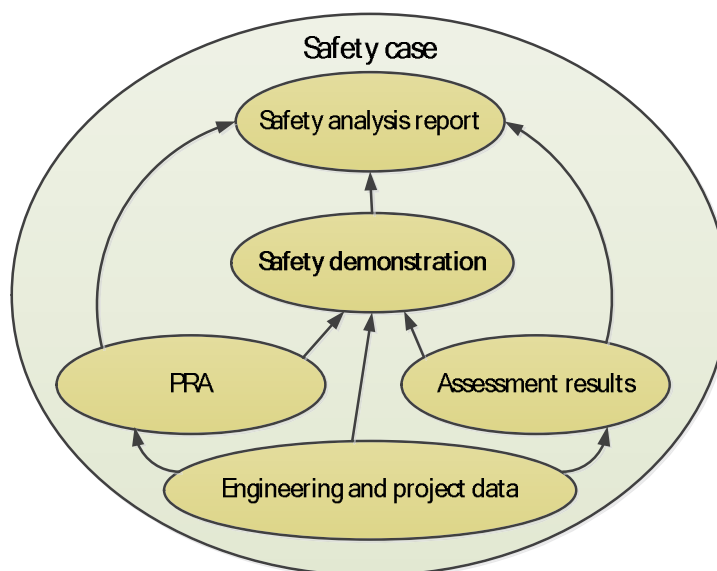 Safety case
Safety analysis report
Safety demonstration
PRA
Assessment results
Engineering and project data